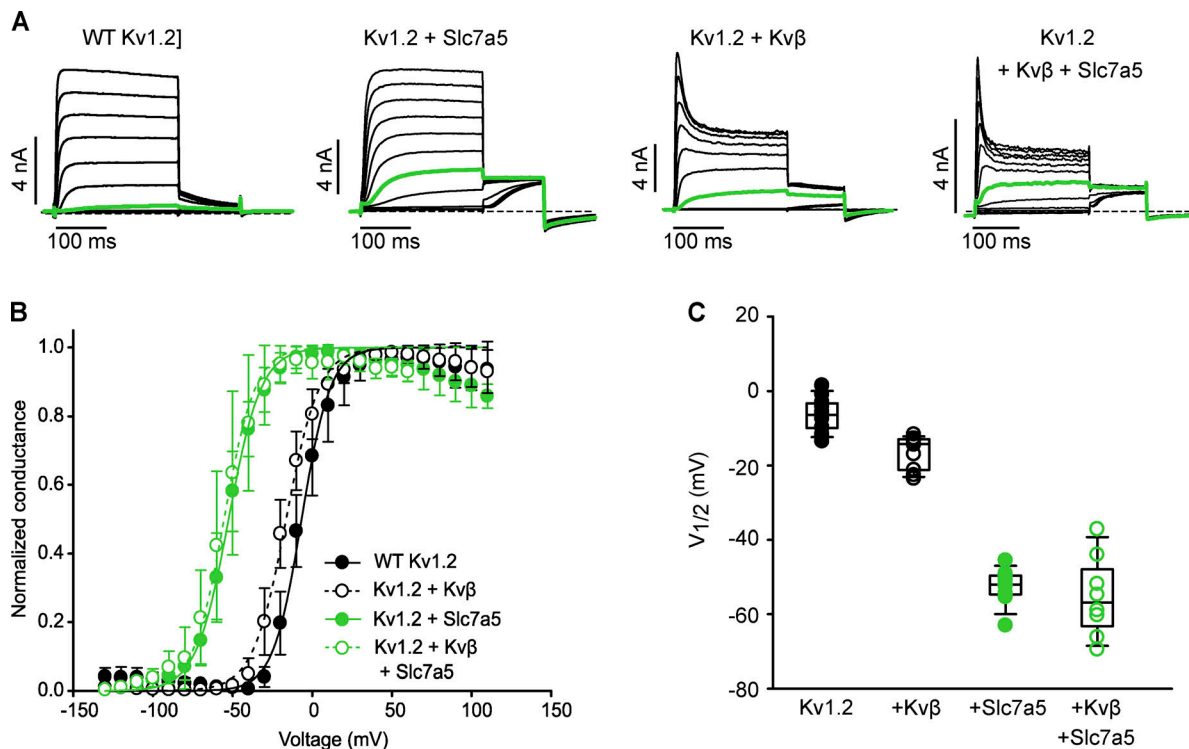 A
WT Kv1.2]
Kv1.2 + Slc7a5
Kv1.2 + Kvβ
Kv1.2
+ Kvβ + Slc7a5
4 nA
4 nA
4 nA
4 nA
100 ms
100 ms
100 ms
100 ms
B
Normalized conductance
1.0
0.8
0.6
0.4
0.2
0.0
-150
-100
-50
0
50
100
150
Voltage (mV)
WT Kv1.2
Kv1.2 + Kvβ
Kv1.2 + Slc7a5
Kv1.2 + Kvβ
+ Slc7a5
C
V1/2 (mV)
20
0
-20
-40
-60
-80
Kv1.2
+Kvβ
+Slc7a5
+Kvβ
+Slc7a5